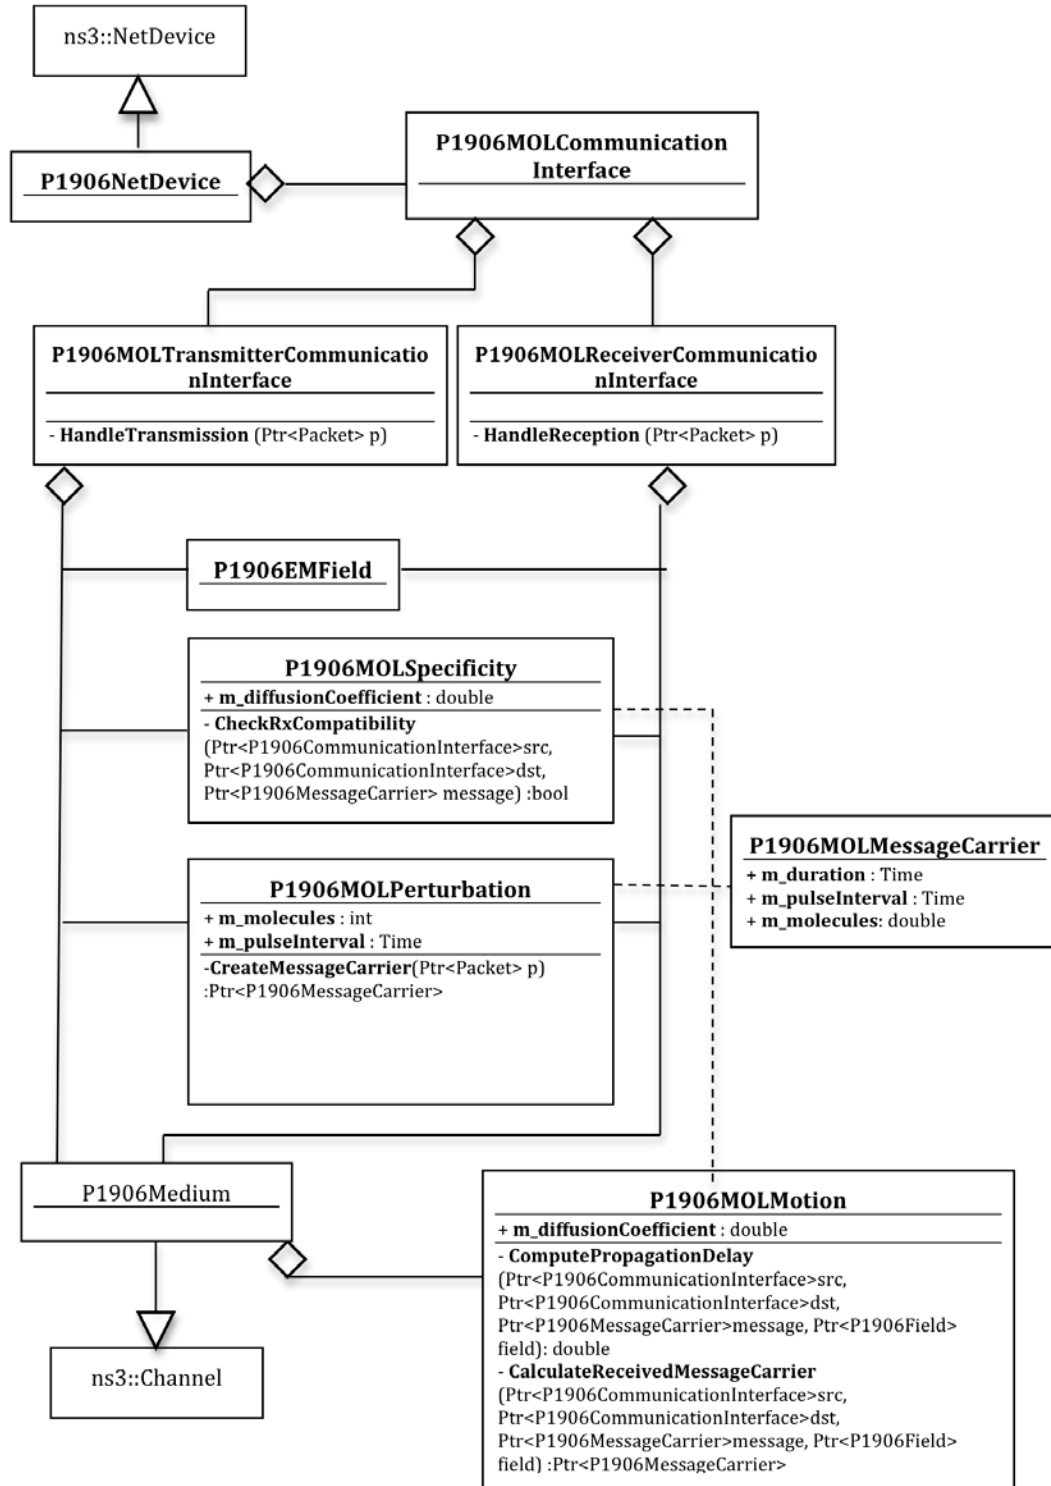 ns3::NetDevice
P1906NetDevice
P1906MOLCommunication
Interface
P1906MOLTransmitterCommunicatio
nInterface
- HandleTransmission (Ptr<Packet> p)
P1906MOLReceiverCommunicatio
nInterface
- HandleReception (Ptr<Packet> p)
P1906EMField
P1906MOLSpecificity
+ m_diffusionCoefficient : double
- CheckRxCompatibility
(Ptr<P1906CommunicationInterface>src,
Ptr<P1906CommunicationInterface>dst,
Ptr<P1906MessageCarrier> message) :bool
P1906MOLMessageCarrier
+ m_duration : Time
+ m_pulseInterval : Time
+ m_molecules: double
P1906MOLPerturbation
+ m_molecules : int
+ m_pulseInterval : Time
-CreateMessageCarrier(Ptr<Packet> p)
:Ptr<P1906MessageCarrier>
P1906Medium
ns3::Channel
P1906MOLMotion
+ m_diffusionCoefficient : double
- ComputePropagationDelay
(Ptr<P1906CommunicationInterface>src,
Ptr<P1906CommunicationInterface>dst,
Ptr<P1906MessageCarrier>message, Ptr<P1906Field>
field): double
- CalculateReceivedMessageCarrier
(Ptr<P1906CommunicationInterface>src,
Ptr<P1906CommunicationInterface>dst,
Ptr<P1906MessageCarrier>message, Ptr<P1906Field>
field) :Ptr<P1906MessageCarrier>